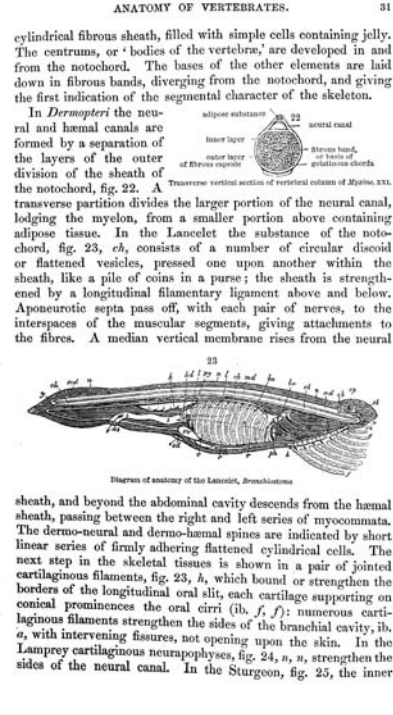 ANATOMY OF VERTEBRATES. 31
cylindrical fibrous sheath, filled with simple cells containing jelly.
The centrums, or ‘bodies of the vertebræ,’ are developed in and
from the notochord. The bases of the other elements are laid
down in fibrous bands, diverging from the notochord, and giving
the first indication of the segmental character of the skeleton.
In Dermopteri the neu-
ral and hæmal canals are
formed by a separation of
the layers of the outer
division of the sheath of
the notochord, fig. 22. A
adipose substance
22
neural canal
inner layer
outer layer
of fibrous capsule
fibrous band,
or basis of
gelatinous chorda
Transverse vertical section of vertebral column of Myxine, XXI.
transverse partition divides the larger portion of the neural canal,
lodging the myelon, from a smaller portion above containing
adipose tissue. In the Lancelet the substance of the noto-
chord, fig. 23, ch, consists of a number of circular discoid
or flattened vesicles, pressed one upon another within the
sheath, like a pile of coins in a purse; the sheath is strength-
ened by a longitudinal filamentary ligament above and below.
Aponeurotic septa pass off, with each pair of nerves, to the
interspaces of the muscular segments, giving attachments to
the fibres. A median vertical membrane rises from the neural
23
Diagram of anatomy of the Lancelet, Branchiostoma
sheath, and beyond the abdominal cavity descends from the hæmal
sheath, passing between the right and left series of myocommata.
The dermo-neural and dermo-hæmal spines are indicated by short
linear series of firmly adhering flattened cylindrical cells. The
next step in the skeletal tissues is shown in a pair of jointed
cartilaginous filaments, fig. 23, h, which bound or strengthen the
borders of the longitudinal oral slit, each cartilage supporting on
conical prominences the oral cirri (ib. f, f): numerous carti-
laginous filaments strengthen the sides of the branchial cavity, ib.
a, with intervening fissures, not opening upon the skin. In the
Lamprey cartilaginous neurapophyses, fig. 24, n, n, strengthen the
sides of the neural canal. In the Sturgeon, fig. 25, the inner